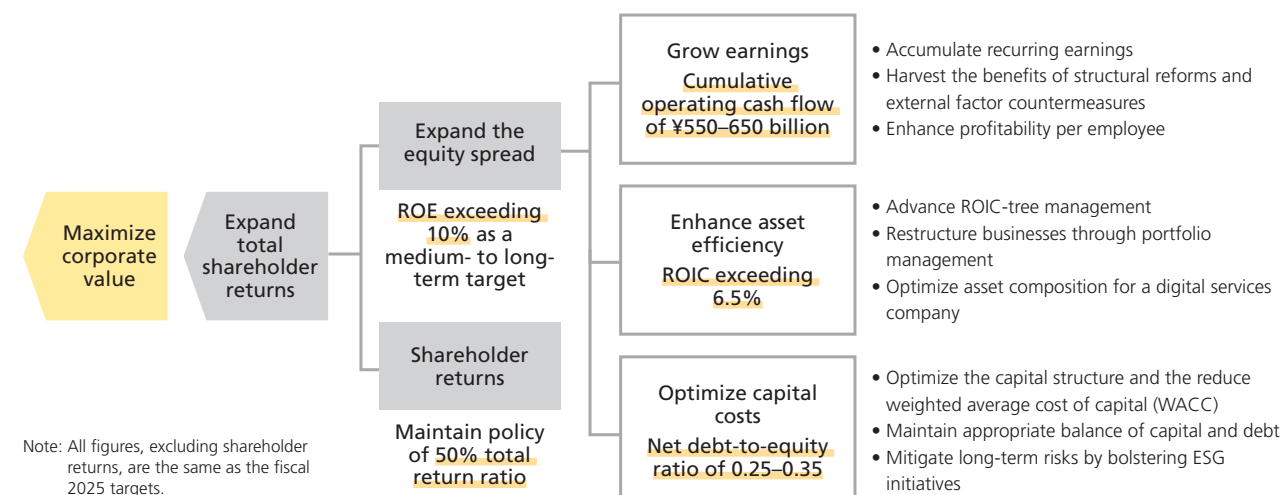 Maximize
corporate
value
Expand
total
shareholder
returns
Expand the
equity spread
ROE exceeding
10% as a
medium- to long-
term target
Shareholder
returns
Maintain policy
of 50% total
return ratio
Grow earnings
Cumulative
operating cash flow
of ¥550–650 billion
• Accumulate recurring earnings
• Harvest the benefits of structural reforms and
external factor countermeasures
• Enhance profitability per employee
Enhance asset
efficiency
ROIC exceeding
6.5%
• Advance ROIC-tree management
• Restructure businesses through portfolio
management
• Optimize asset composition for a digital services
company
Optimize capital
costs
Net debt-to-equity
ratio of 0.25–0.35
• Optimize the capital structure and the reduce
weighted average cost of capital (WACC)
• Maintain appropriate balance of capital and debt
• Mitigate long-term risks by bolstering ESG
initiatives
Note: All figures, excluding shareholder
returns, are the same as the fiscal
2025 targets.